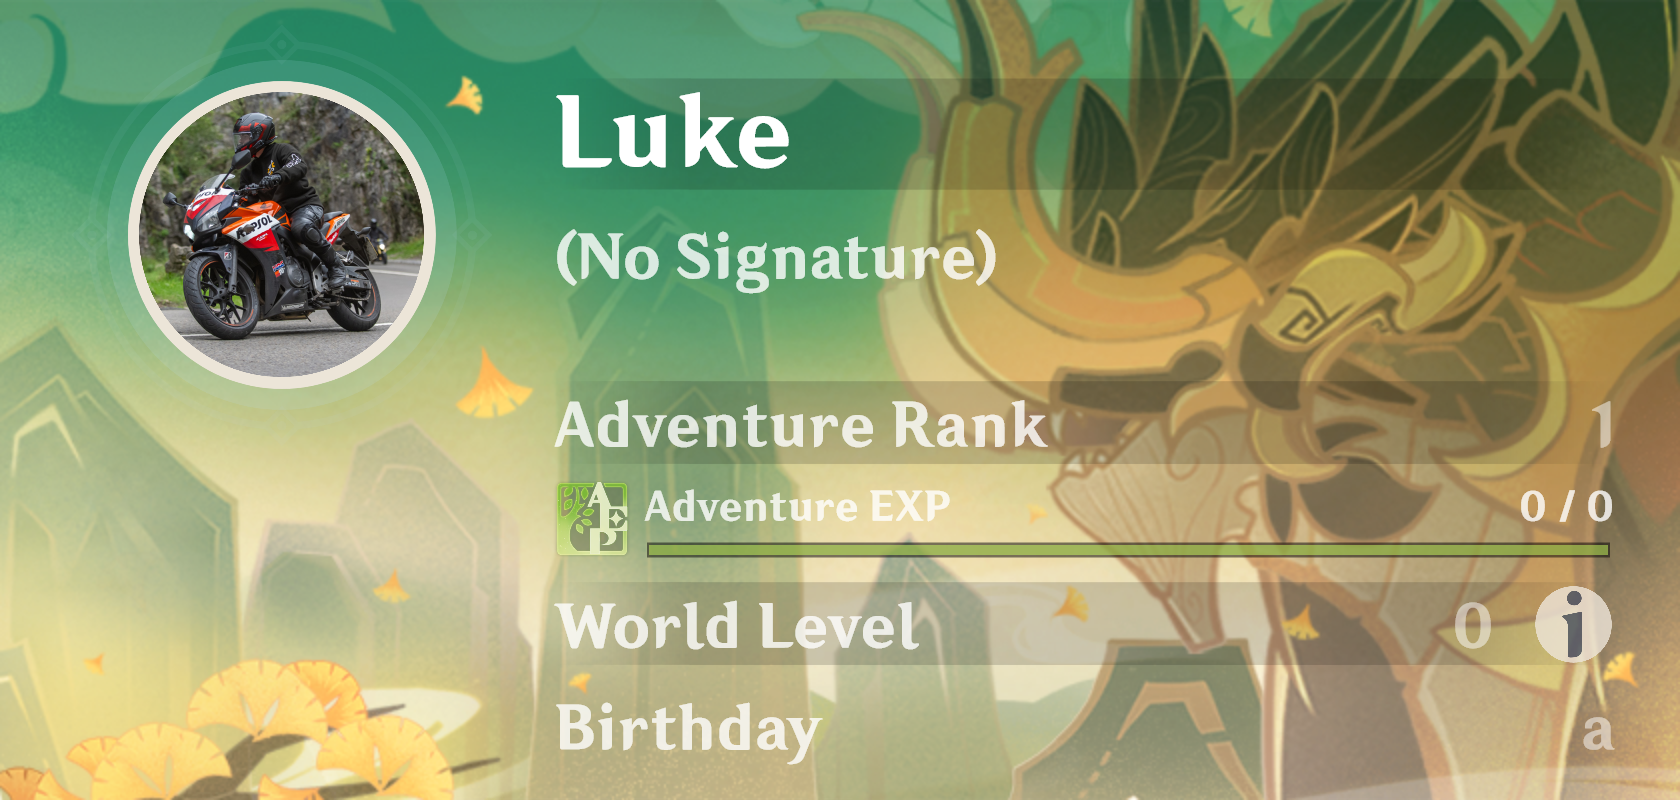 Luke
(No Signature)
Adventure Rank 1
Adventure EXP 0 / 0
World Level 0 i
Birthday a